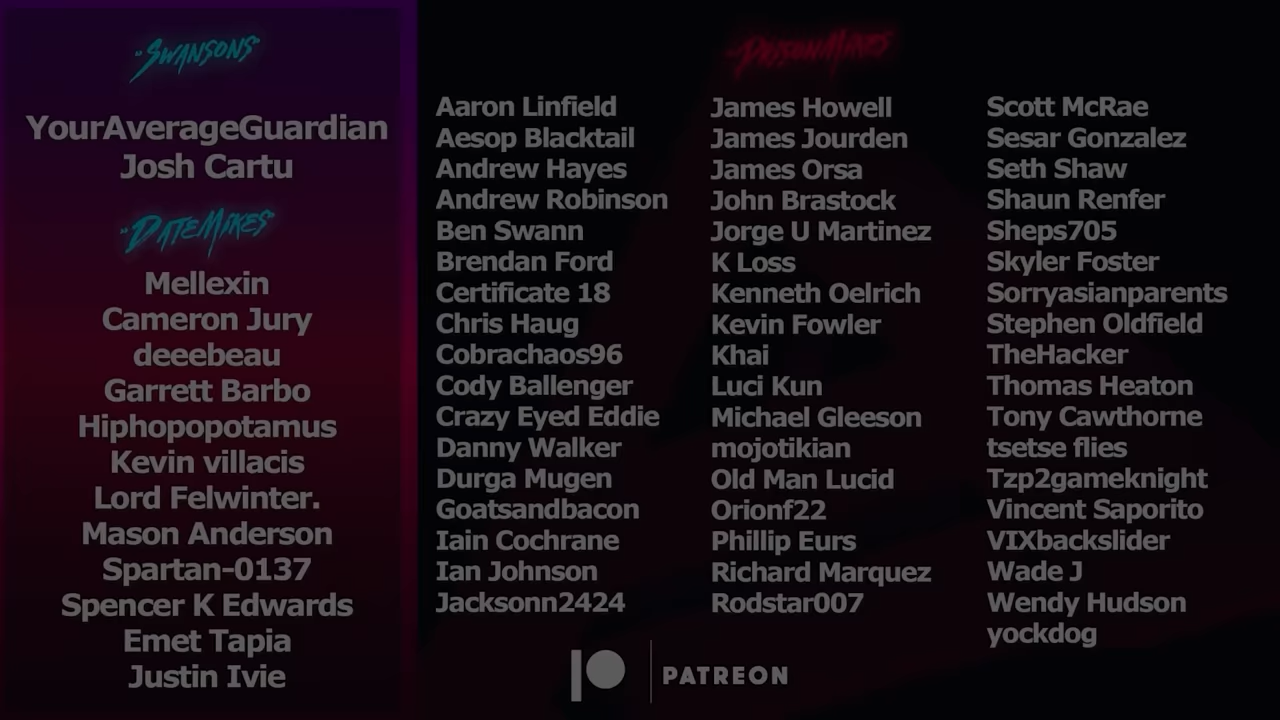 "SWANSONS"
YourAverageGuardian
Josh Cartu
"DATEMIKES"
Mellexin
Cameron Jury
deeebeau
Garrett Barbo
Hiphopopotamus
Kevin villacis
Lord Felwinter.
Mason Anderson
Spartan-0137
Spencer K Edwards
Emet Tapia
Justin Ivie
"PRISONMIKES"
Aaron Linfield
Aesop Blacktail
Andrew Hayes
Andrew Robinson
Ben Swann
Brendan Ford
Certificate 18
Chris Haug
Cobrachaos96
Cody Ballenger
Crazy Eyed Eddie
Danny Walker
Durga Mugen
Goatsandbacon
Iain Cochrane
Ian Johnson
Jacksonn2424
James Howell
James Jourden
James Orsa
John Brastock
Jorge U Martinez
K Loss
Kenneth Oelrich
Kevin Fowler
Khai
Luci Kun
Michael Gleeson
mojotikian
Old Man Lucid
Orionf22
Phillip Eurs
Richard Marquez
Rodstar007
Scott McRae
Sesar Gonzalez
Seth Shaw
Shaun Renfer
Sheps705
Skyler Foster
Sorryasianparents
Stephen Oldfield
TheHacker
Thomas Heaton
Tony Cawthorne
tsetse flies
Tzp2gameknight
Vincent Saporito
VIXbackslider
Wade J
Wendy Hudson
yockdog
PATREON